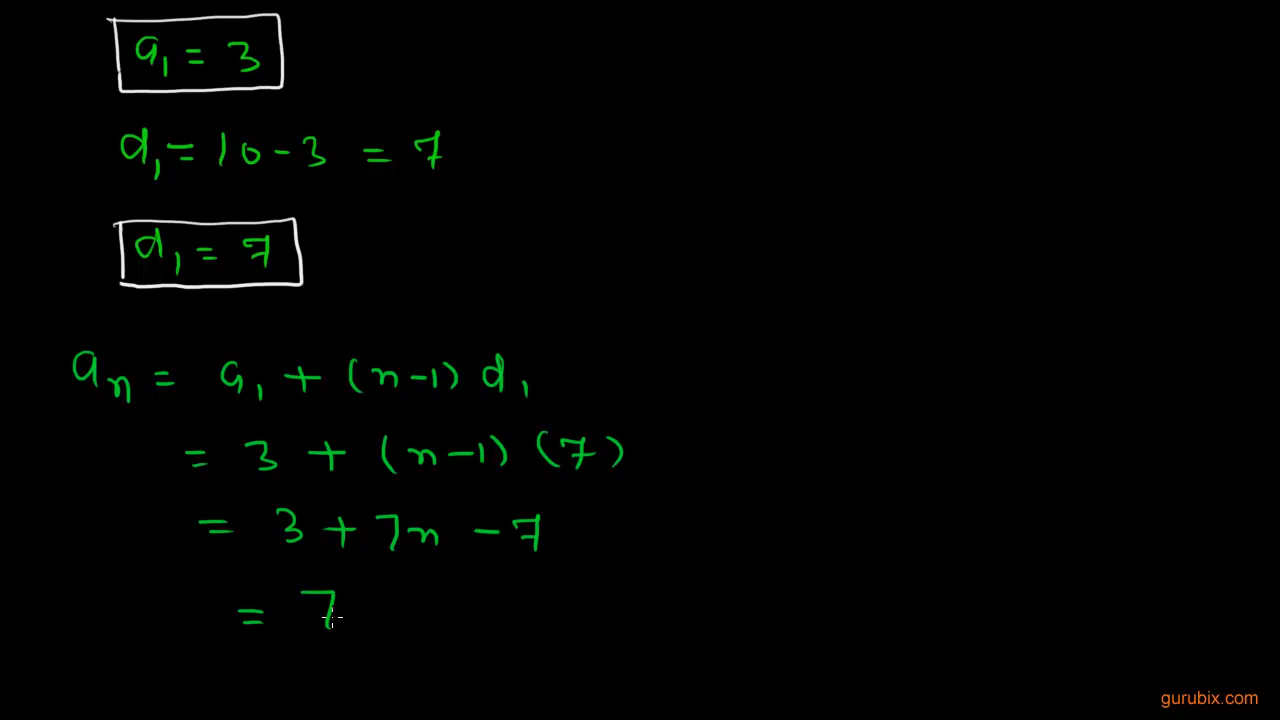 a₁ = 3
d₁ = 10 - 3 = 7
d₁ = 7
aₙ = a₁ + (n-1) d₁
= 3 + (n-1) (7)
= 3 + 7n - 7
= 7
gurubix.com